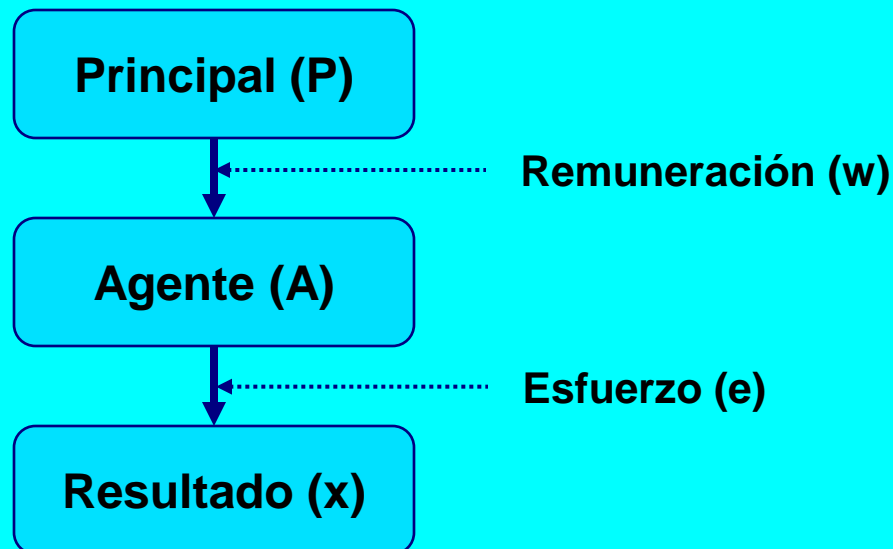 Principal (P)
Remuneración (w)
Agente (A)
Esfuerzo (e)
Resultado (x)